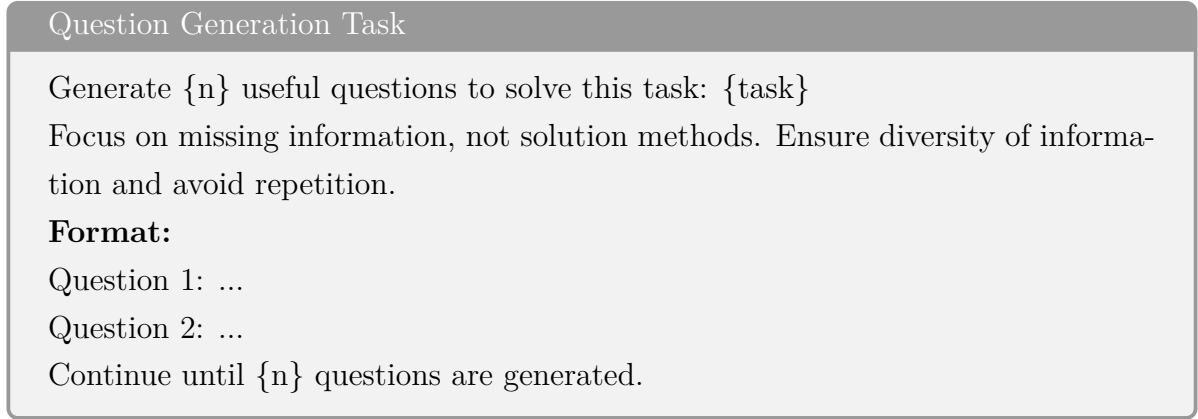 Question Generation Task
Generate {n} useful questions to solve this task: {task}
Focus on missing information, not solution methods. Ensure diversity of informa-
tion and avoid repetition.
Format:
Question 1: ...
Question 2: ...
Continue until {n} questions are generated.